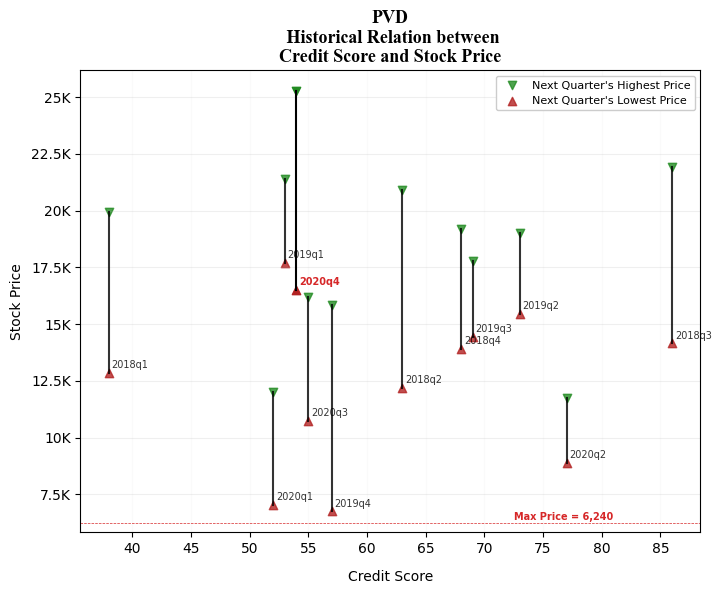 PVD
Historical Relation between
Credit Score and Stock Price
Next Quarter's Highest Price
Next Quarter's Lowest Price
25K
22.5K
20K
17.5K
15K
12.5K
10K
7.5K
Stock Price
2019q1
2020q4
2019q2
2019q3
2018q3
2018q4
2018q1
2018q2
2020q3
2020q2
2020q1
2019q4
Max Price = 6,240
40 45 50 55 60 65 70 75 80 85
Credit Score